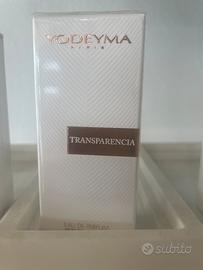 YODEYMA
PARIS
TRANSPARENCIA
EAU DE PARFUM
subito